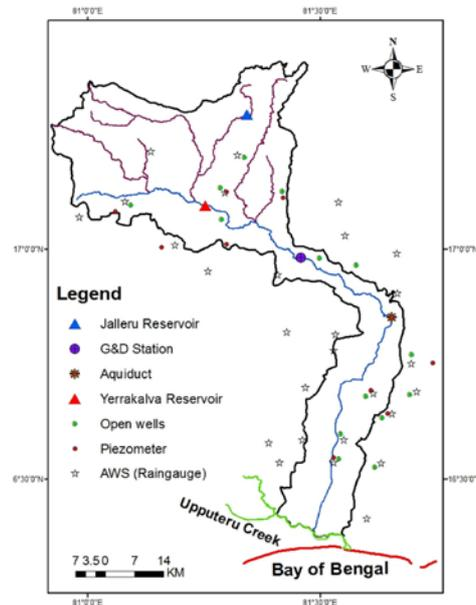 81°0'0"E 81°30'0"E
N
W E
S
17°0'0"N 17°0'0"N
Legend
Jalleru Reservoir
G&D Station
Aquiduct
Yerrakalva Reservoir
Open wells
Piezometer
AWS (Raingauge)
16°30'0"N 16°30'0"N
Upputeru Creek
7 3.5 0 7 14
KM
Bay of Bengal
81°0'0"E 81°30'0"E